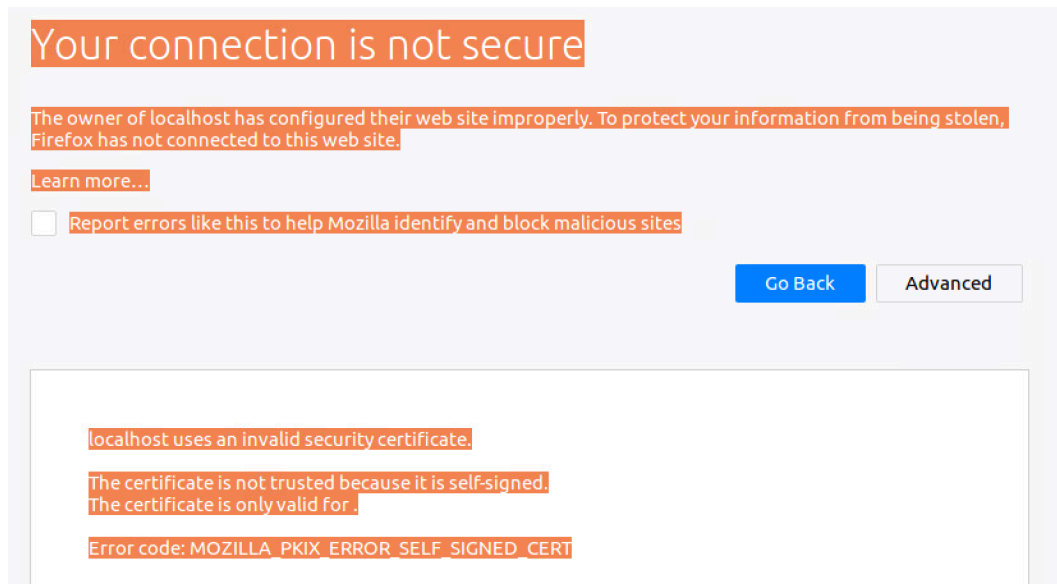 Your connection is not secure
The owner of localhost has configured their web site improperly. To protect your information from being stolen,
Firefox has not connected to this web site.
Learn more…
Report errors like this to help Mozilla identify and block malicious sites
Go Back
Advanced
localhost uses an invalid security certificate.
The certificate is not trusted because it is self-signed.
The certificate is only valid for .
Error code: MOZILLA_PKIX_ERROR_SELF_SIGNED_CERT